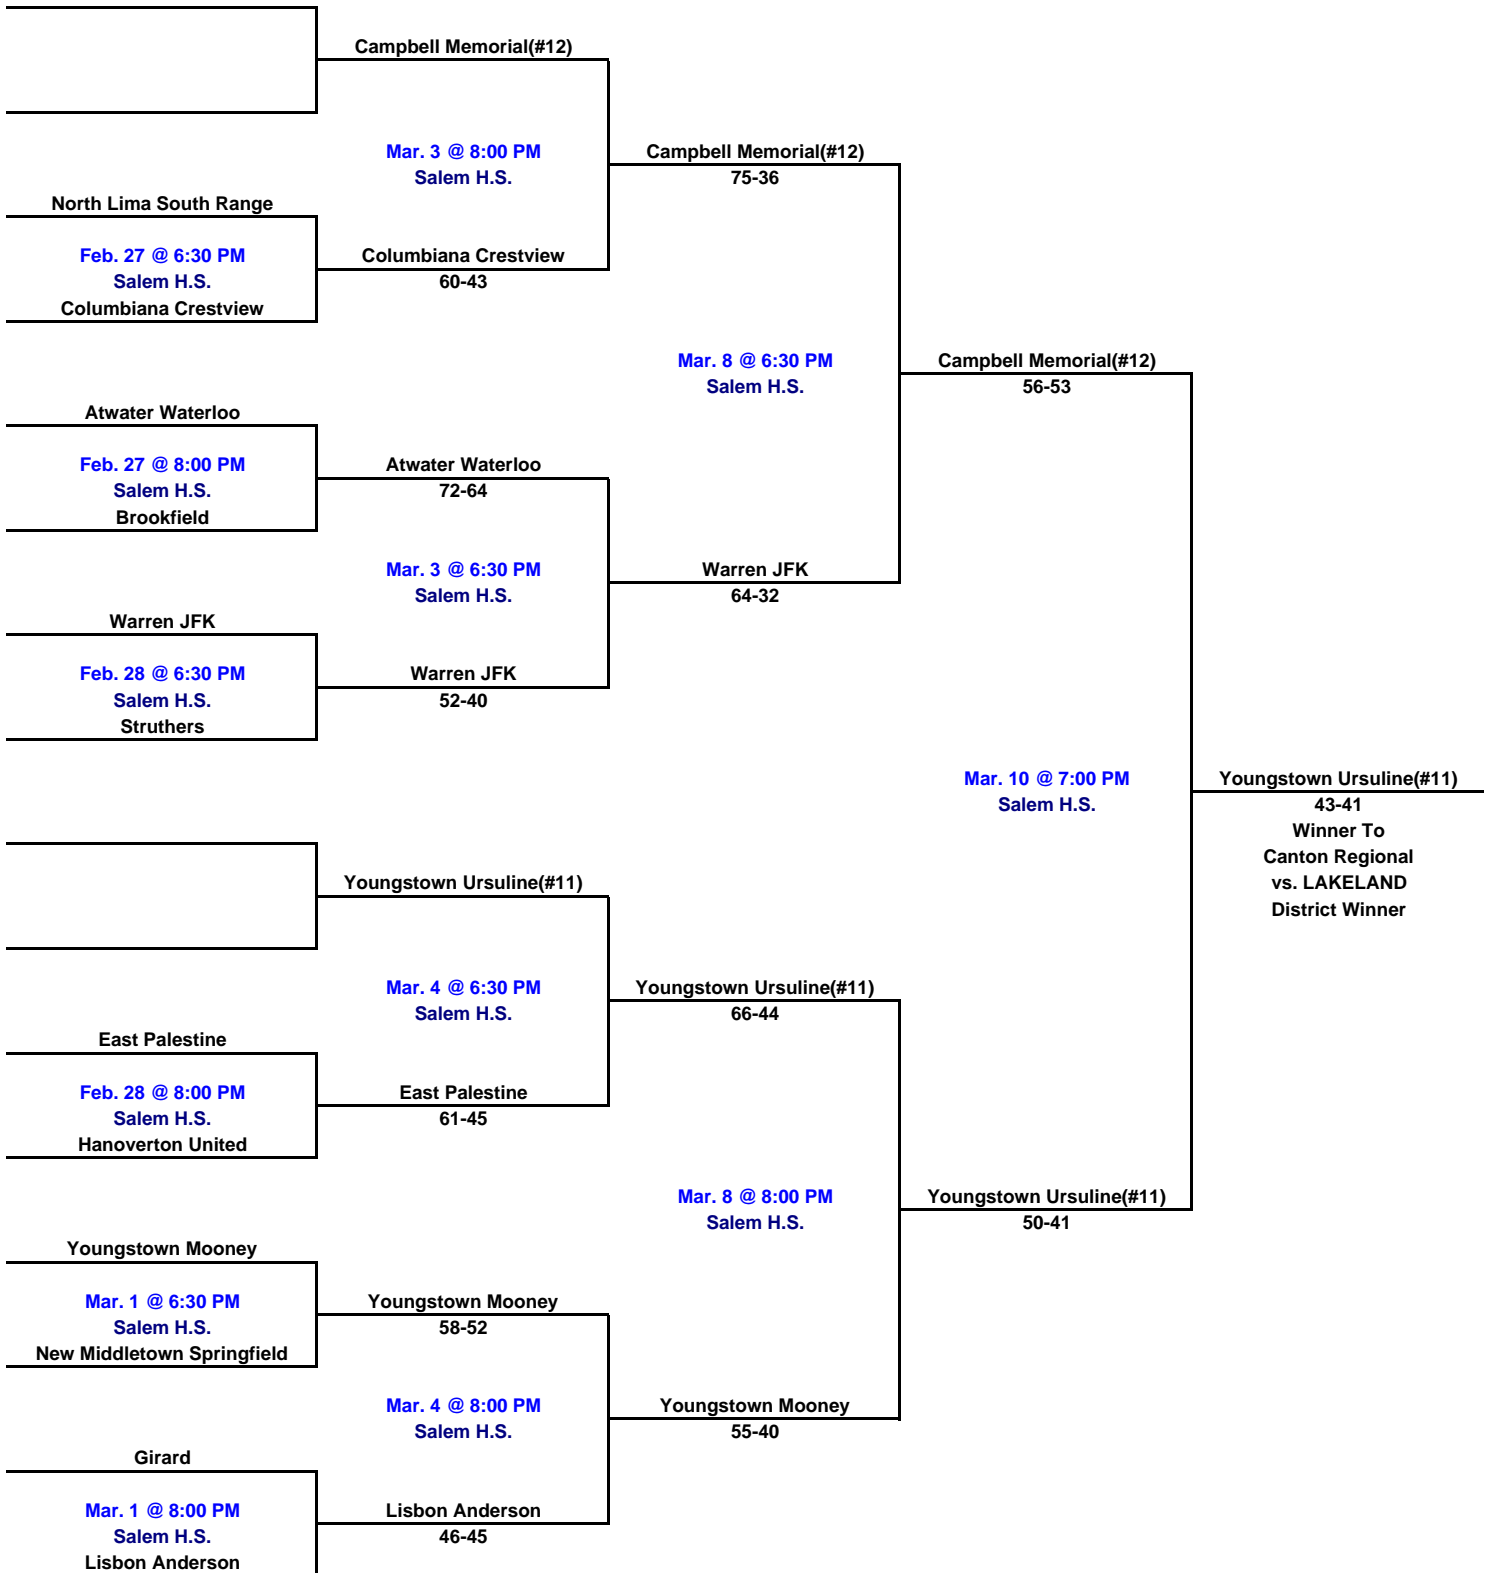 Campbell Memorial(#12)
Mar. 3 @ 8:00 PM
Salem H.S.
Campbell Memorial(#12)
75-36
North Lima South Range
Feb. 27 @ 6:30 PM
Salem H.S.
Columbiana Crestview
Columbiana Crestview
60-43
Mar. 8 @ 6:30 PM
Salem H.S.
Campbell Memorial(#12)
56-53
Atwater Waterloo
Feb. 27 @ 8:00 PM
Salem H.S.
Brookfield
Atwater Waterloo
72-64
Mar. 3 @ 6:30 PM
Salem H.S.
Warren JFK
64-32
Warren JFK
Feb. 28 @ 6:30 PM
Salem H.S.
Struthers
Warren JFK
52-40
Mar. 10 @ 7:00 PM
Salem H.S.
Youngstown Ursuline(#11)
43-41
Winner To
Canton Regional
vs. LAKELAND
District Winner
Youngstown Ursuline(#11)
Mar. 4 @ 6:30 PM
Salem H.S.
Youngstown Ursuline(#11)
66-44
East Palestine
Feb. 28 @ 8:00 PM
Salem H.S.
Hanoverton United
East Palestine
61-45
Mar. 8 @ 8:00 PM
Salem H.S.
Youngstown Ursuline(#11)
50-41
Youngstown Mooney
Mar. 1 @ 6:30 PM
Salem H.S.
New Middletown Springfield
Youngstown Mooney
58-52
Mar. 4 @ 8:00 PM
Salem H.S.
Youngstown Mooney
55-40
Girard
Mar. 1 @ 8:00 PM
Salem H.S.
Lisbon Anderson
Lisbon Anderson
46-45